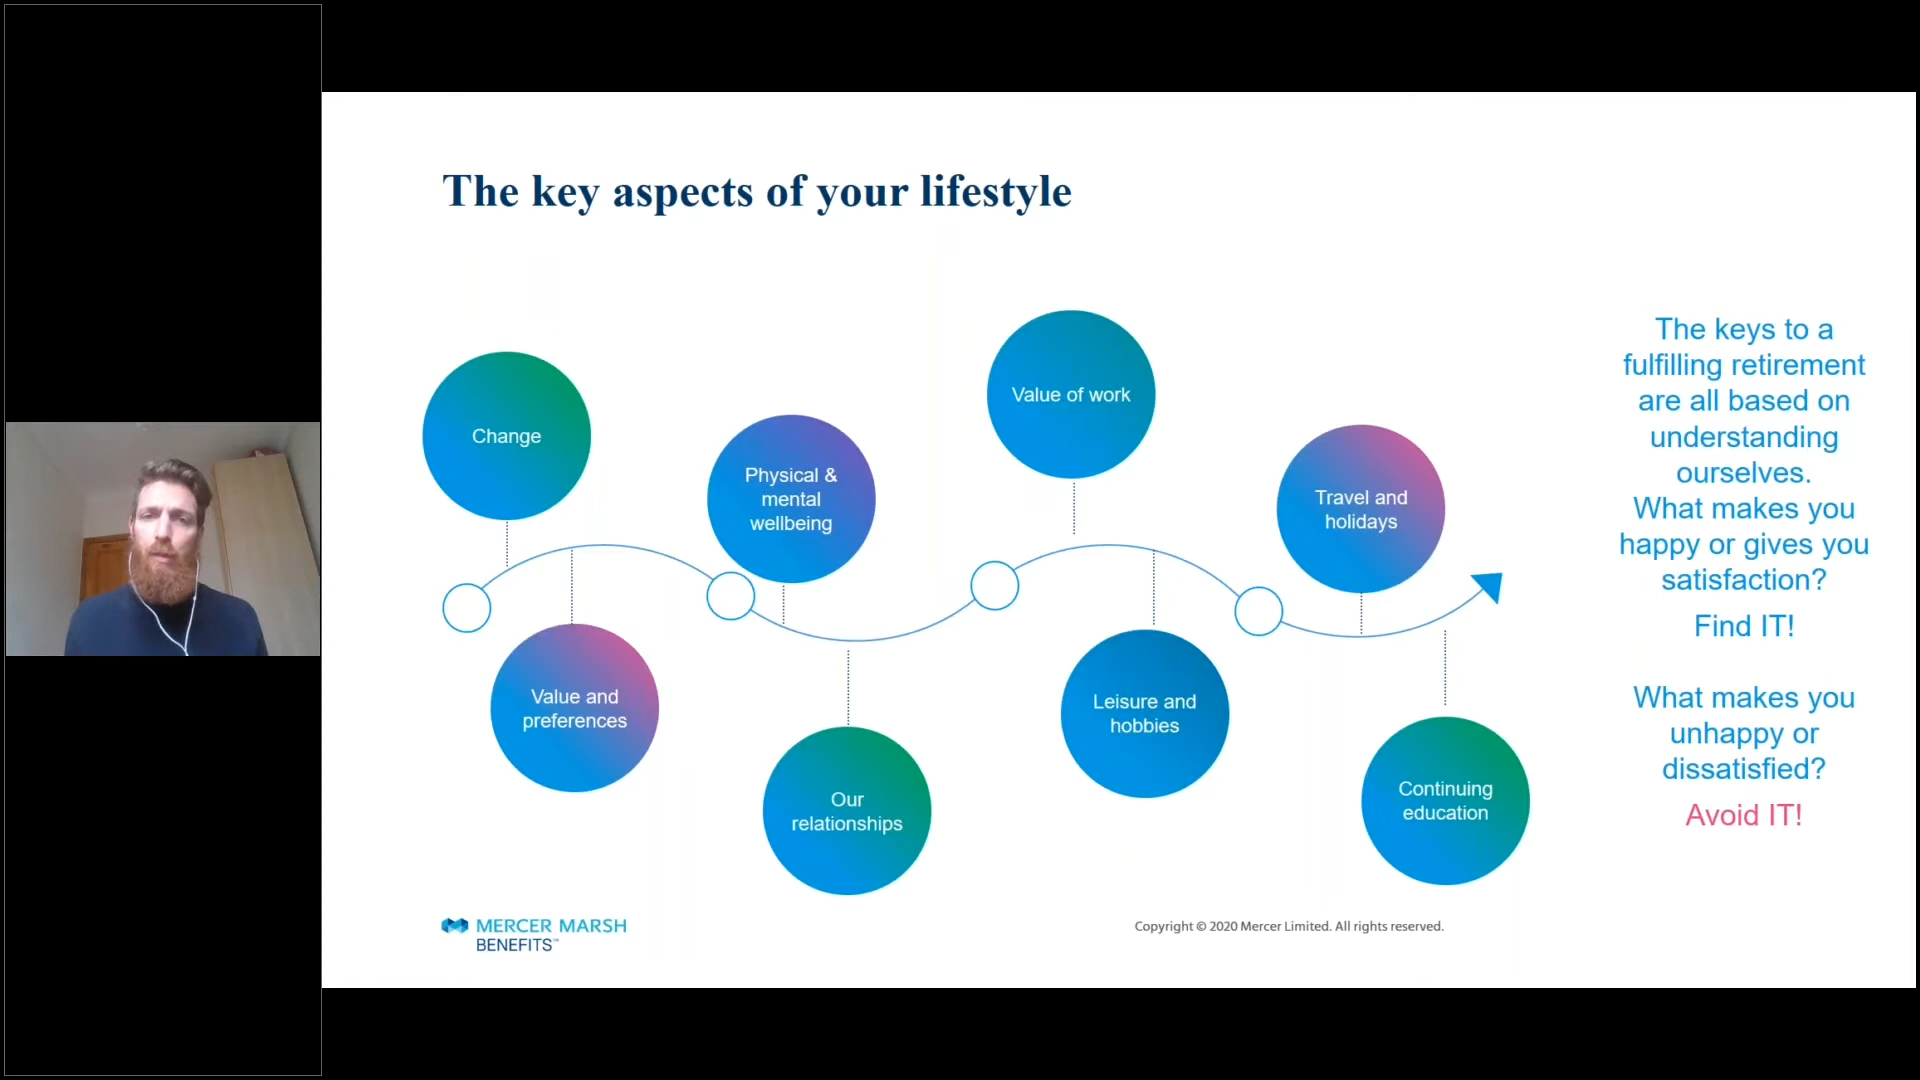 The key aspects of your lifestyle
Change
Value and
preferences
Physical &
mental
wellbeing
Our
relationships
Value of work
Leisure and
hobbies
Travel and
holidays
Continuing
education
The keys to a
fulfilling retirement
are all based on
understanding
ourselves.
What makes you
happy or gives you
satisfaction?
Find IT!
What makes you
unhappy or
dissatisfied?
Avoid IT!
MERCER MARSH
BENEFITS™
Copyright © 2020 Mercer Limited. All rights reserved.